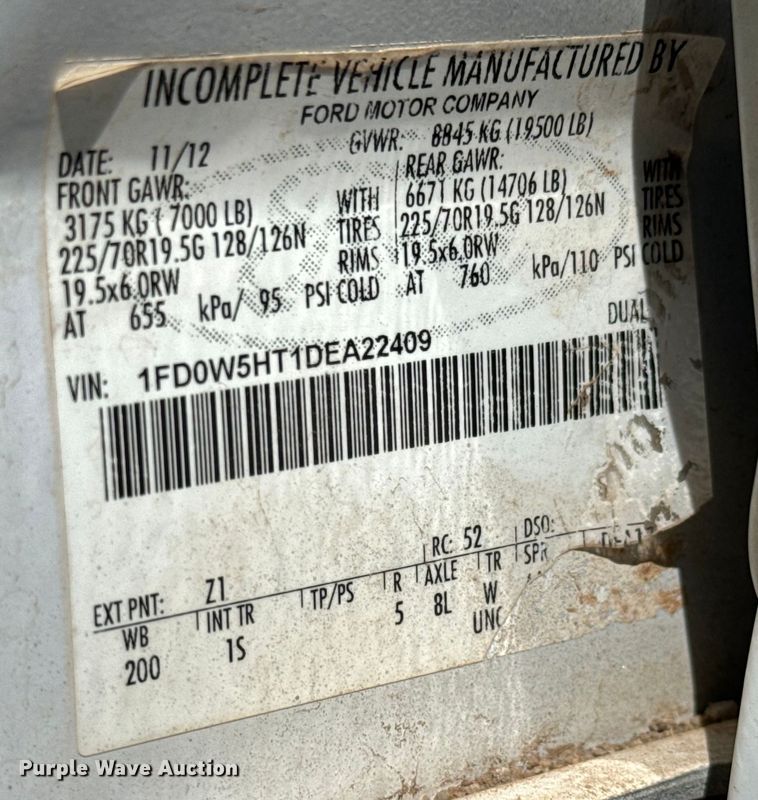 INCOMPLETE VEHICLE MANUFACTURED BY
FORD MOTOR COMPANY
DATE: 11/12 GVWR: 8845 KG (19500 LB)
FRONT GAWR: REAR GAWR:
3175 KG ( 7000 LB) WITH 6671 KG (14706 LB) WITH
225/70R19.5G 128/126N TIRES 225/70R19.5G 128/126N TIRES
19.5x6.0RW RIMS 19.5x6.0RW RIMS
AT 655 kPa/ 95 PSI COLD AT 760 kPa/110 PSI COLD
DUAL
VIN: 1FD0W5HT1DEA22409
EXT PNT: Z1 RC: 52 DSO:
WB INT TR TP/PS R AXLE TR SPR
200 1S 5 8L W
UNC
Purple Wave Auction